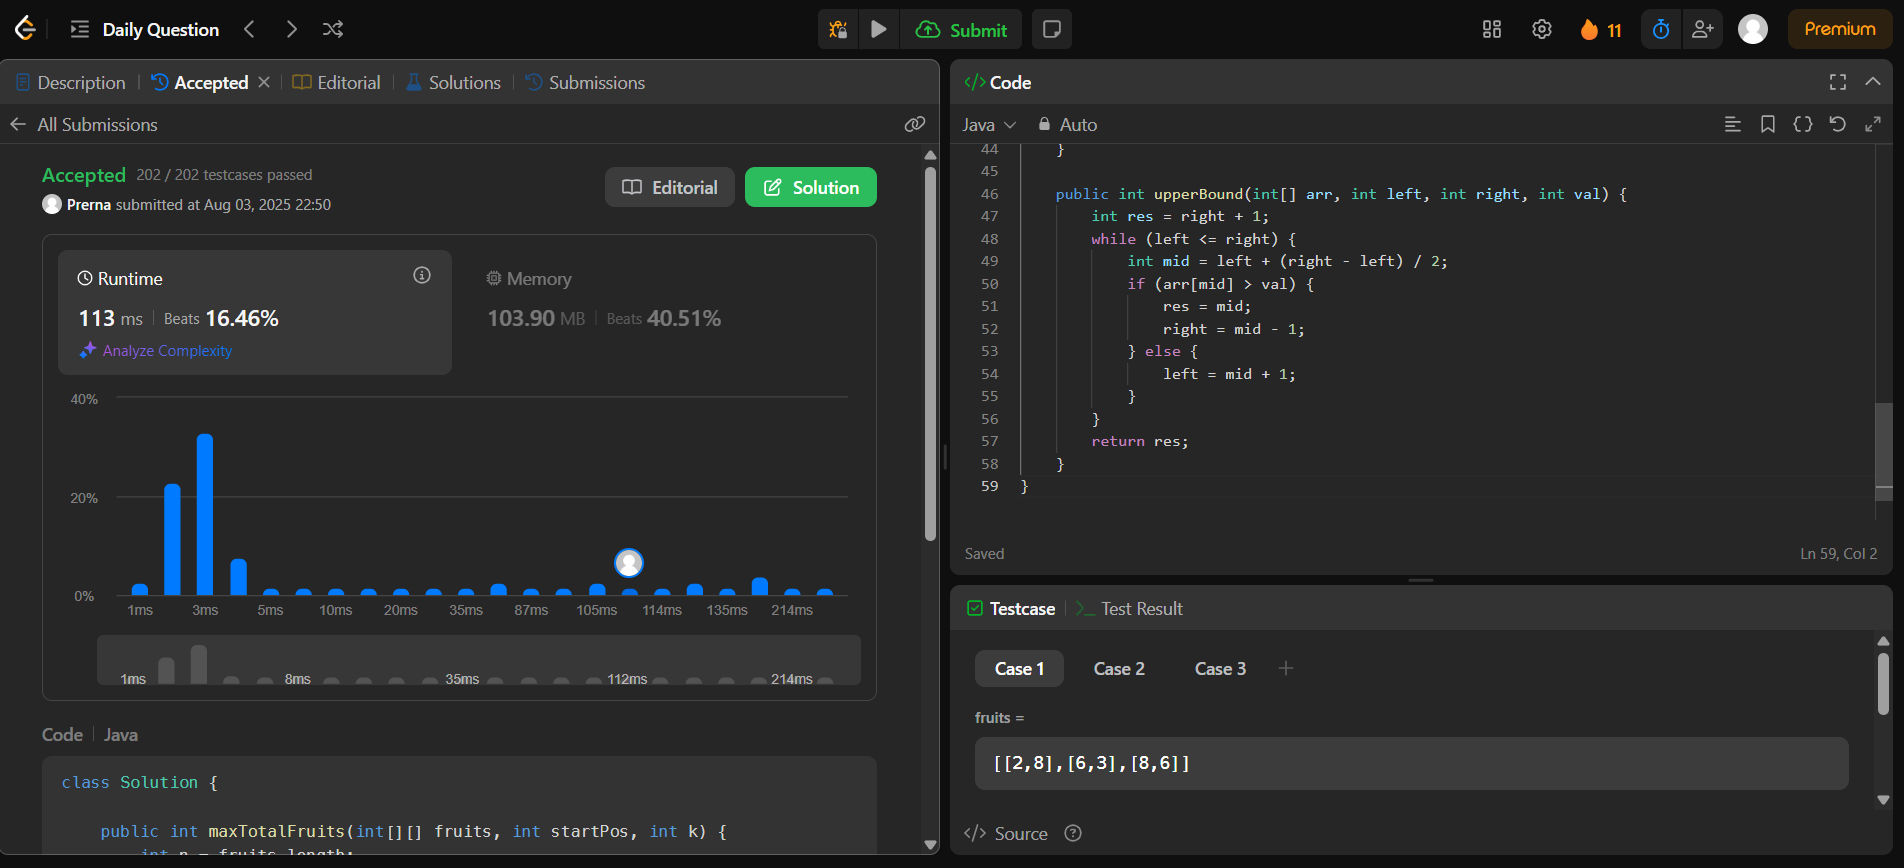 Daily Question
Submit
11
Premium
Description
Accepted
Editorial
Solutions
Submissions
All Submissions
Accepted 202 / 202 testcases passed
Prerna submitted at Aug 03, 2025 22:50
Editorial
Solution
Runtime
113 ms | Beats 16.46%
Analyze Complexity
Memory
103.90 MB | Beats 40.51%
40%
20%
0%
1ms 3ms 5ms 10ms 20ms 35ms 87ms 105ms 114ms 135ms 214ms
1ms 8ms 35ms 112ms 214ms
Code | Java
class Solution {
public int maxTotalFruits(int[][] fruits, int startPos, int k) {
int n = fruits.length;
</> Code
Java
Auto
44 }
45
46 public int upperBound(int[] arr, int left, int right, int val) {
47 int res = right + 1;
48 while (left <= right) {
49 int mid = left + (right - left) / 2;
50 if (arr[mid] > val) {
51 res = mid;
52 right = mid - 1;
53 } else {
54 left = mid + 1;
55 }
56 }
57 return res;
58 }
59 }
Saved
Ln 59, Col 2
Testcase
Test Result
Case 1
Case 2
Case 3
fruits =
[[2,8],[6,3],[8,6]]
</> Source